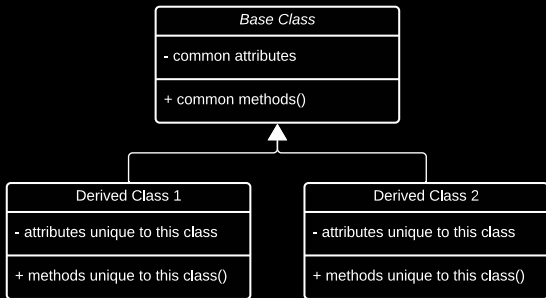 Base Class
- common attributes
+ common methods()
Derived Class 1
- attributes unique to this class
+ methods unique to this class()
Derived Class 2
- attributes unique to this class
+ methods unique to this class()